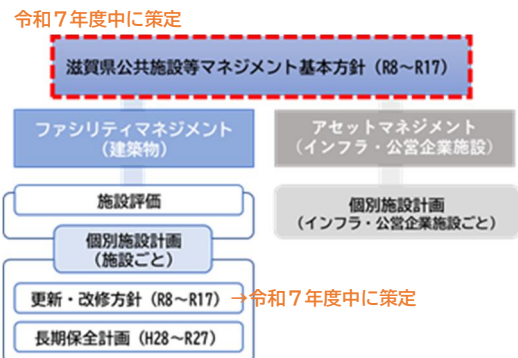 令和７年度中に策定
滋賀県公共施設等マネジメント基本方針（R8～R17）
ファシリティマネジメント
（建築物）
アセットマネジメント
（インフラ・公営企業施設）
施設評価
個別施設計画
（施設ごと）
個別施設計画
（インフラ・公営企業施設ごと）
更新・改修方針（R8～R17）→令和７年度中に策定
長期保全計画（H28～R27）